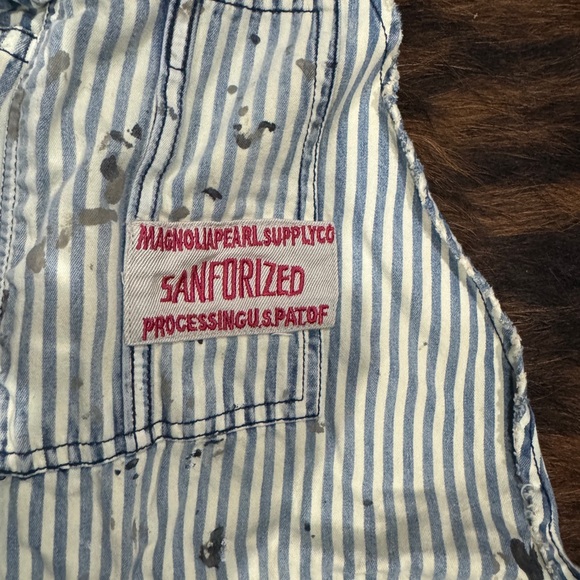 MAGNOLIAPEARL.SUPPLYCO
SANFORIZED
PROCESSINGU.S.PAT.OF